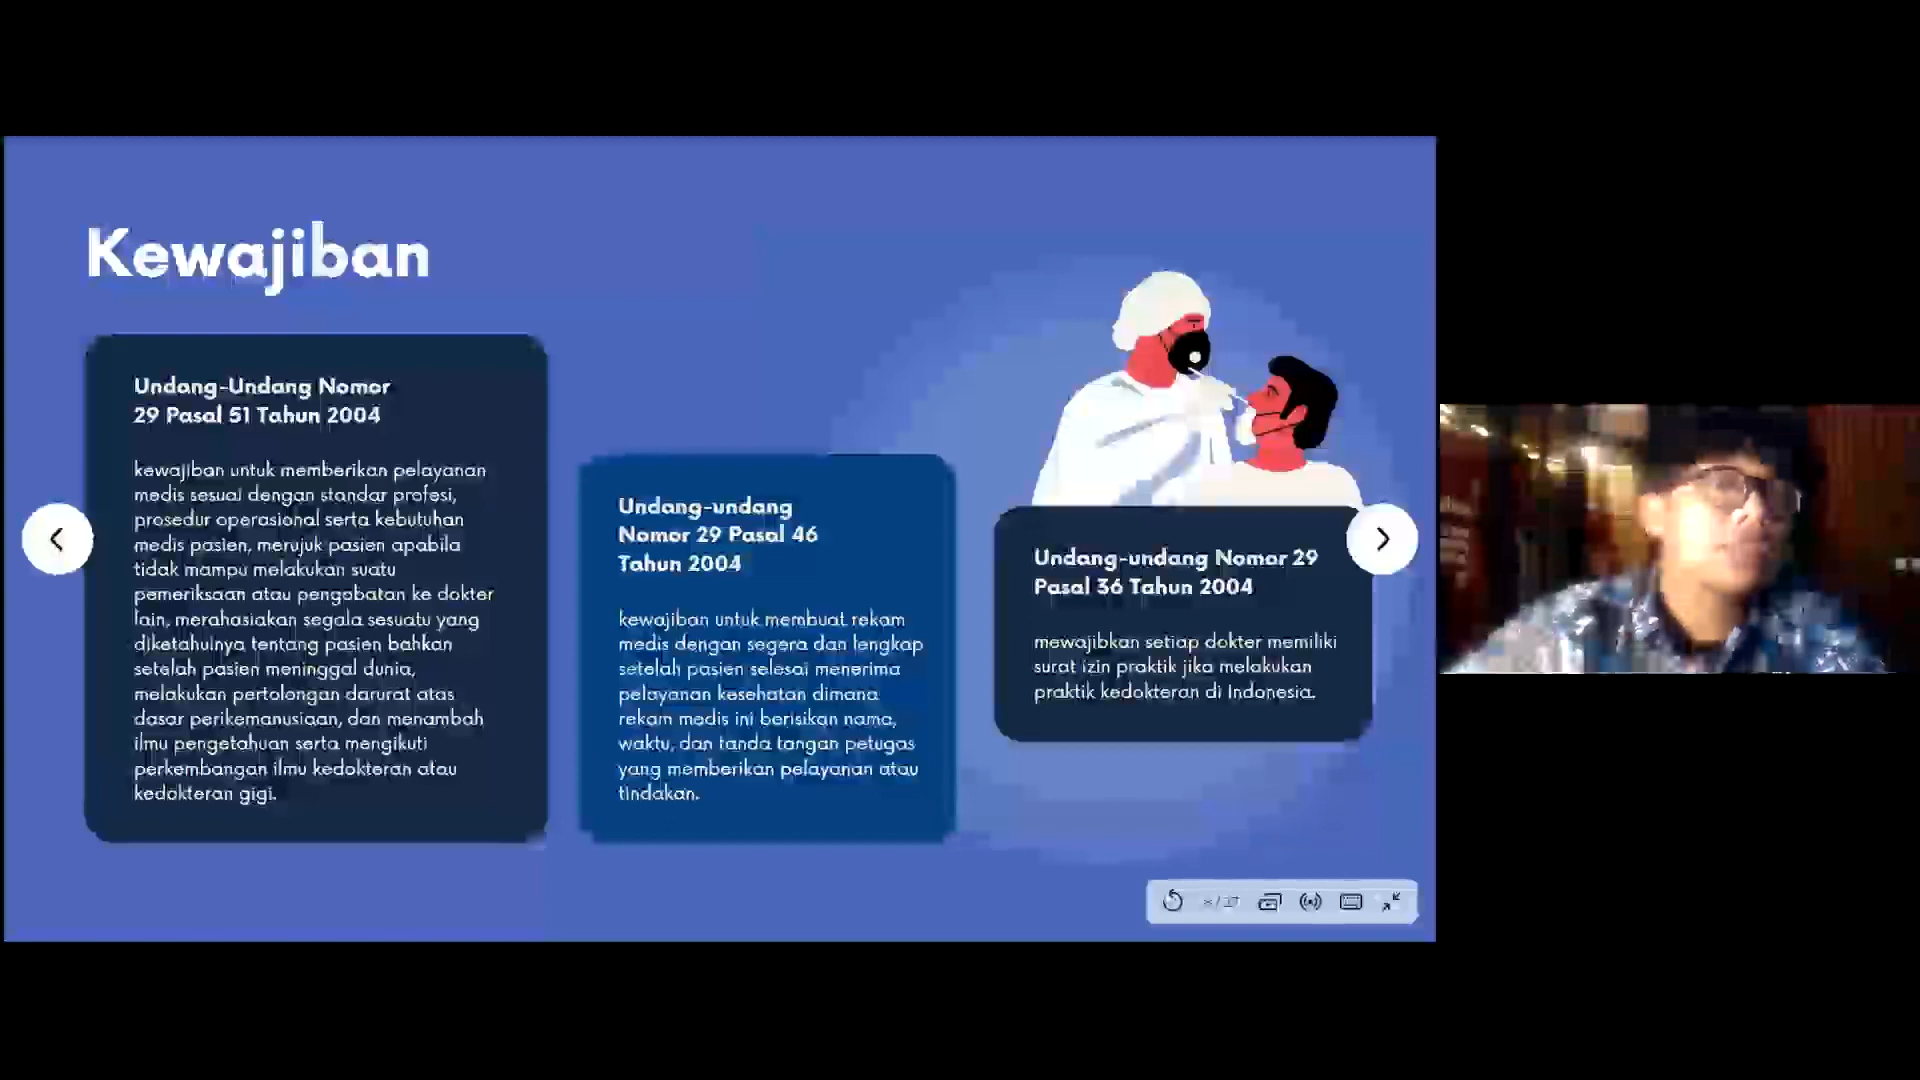 Kewajiban
Undang-Undang Nomor
29 Pasal 51 Tahun 2004
kewajiban untuk memberikan pelayanan
medis sesuai dengan standar profesi,
prosedur operasional serta kebutuhan
medis pasien, merujuk pasien apabila
tidak mampu melakukan suatu
pemeriksaan atau pengobatan ke dokter
lain, merahasiakan segala sesuatu yang
diketahuinya tentang pasien bahkan
setelah pasien meninggal dunia,
melakukan pertolongan darurat atas
dasar perikemanusiaan, dan menambah
ilmu pengetahuan serta mengikuti
perkembangan ilmu kedokteran atau
kedokteran gigi.
Undang-undang
Nomor 29 Pasal 46
Tahun 2004
kewajiban untuk membuat rekam
medis dengan segera dan lengkap
setelah pasien selesai menerima
pelayanan kesehatan dimana
rekam medis ini berisikan nama,
waktu, dan tanda tangan petugas
yang memberikan pelayanan atau
tindakan.
Undang-undang Nomor 29
Pasal 36 Tahun 2004
mewajibkan setiap dokter memiliki
surat izin praktik jika melakukan
praktik kedokteran di Indonesia.